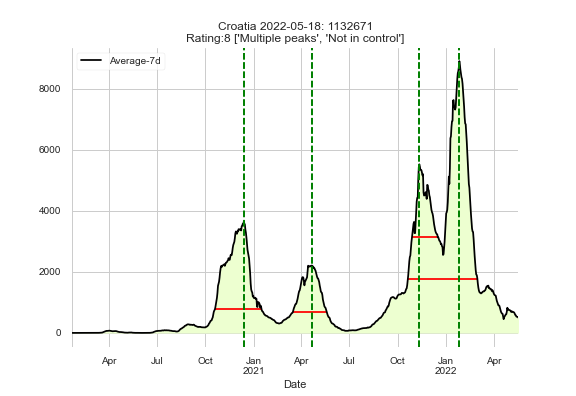 Croatia 2022-05-18: 1132671
Rating:8 ['Multiple peaks', 'Not in control']
Average-7d
8000
6000
4000
2000
0
Apr
Jul
Oct
Jan
2021
Apr
Jul
Oct
Jan
2022
Apr
Date